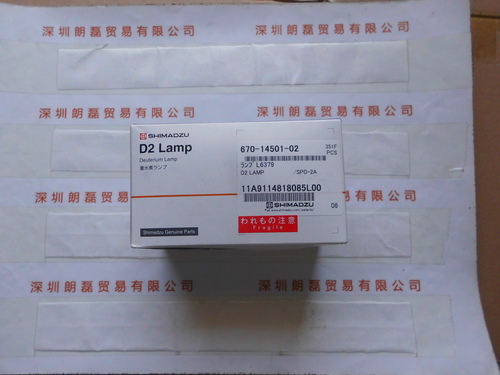 深圳朗磊贸易有限公司 深圳朗磊贸易有限公司
深圳朗磊贸易有限公司 深圳朗磊贸易有限公司
深圳朗磊贸易有限公司 深圳朗磊贸易有限公司
深圳朗磊贸易有限公司 深圳朗磊贸易有限公司
SHIMADZU
D2 Lamp
Deuterium Lamp
重水素ランプ
Shimadzu Genuine Parts
670-14501-02
351F
PCS
ランプ L6379
D2 LAMP /SPD-2A
11A9114818085L00
SHIMADZU
06
われもの注意
Fragile